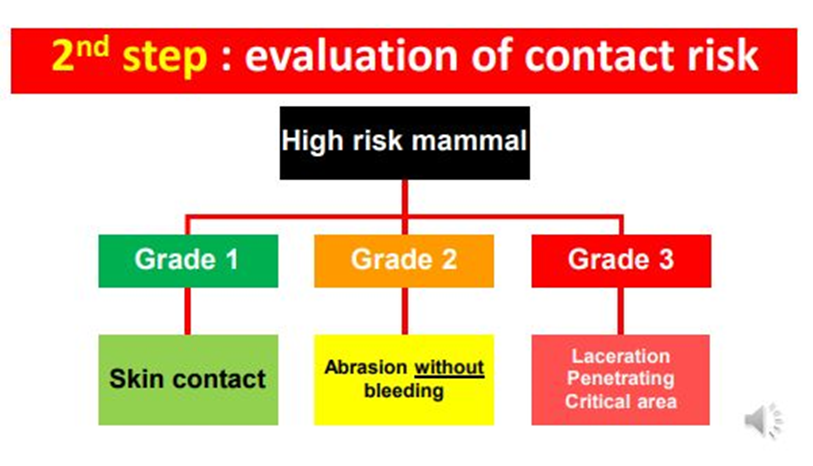 2nd step : evaluation of contact risk
High risk mammal
Grade 1
Grade 2
Grade 3
Skin contact
Abrasion without
bleeding
Laceration
Penetrating
Critical area